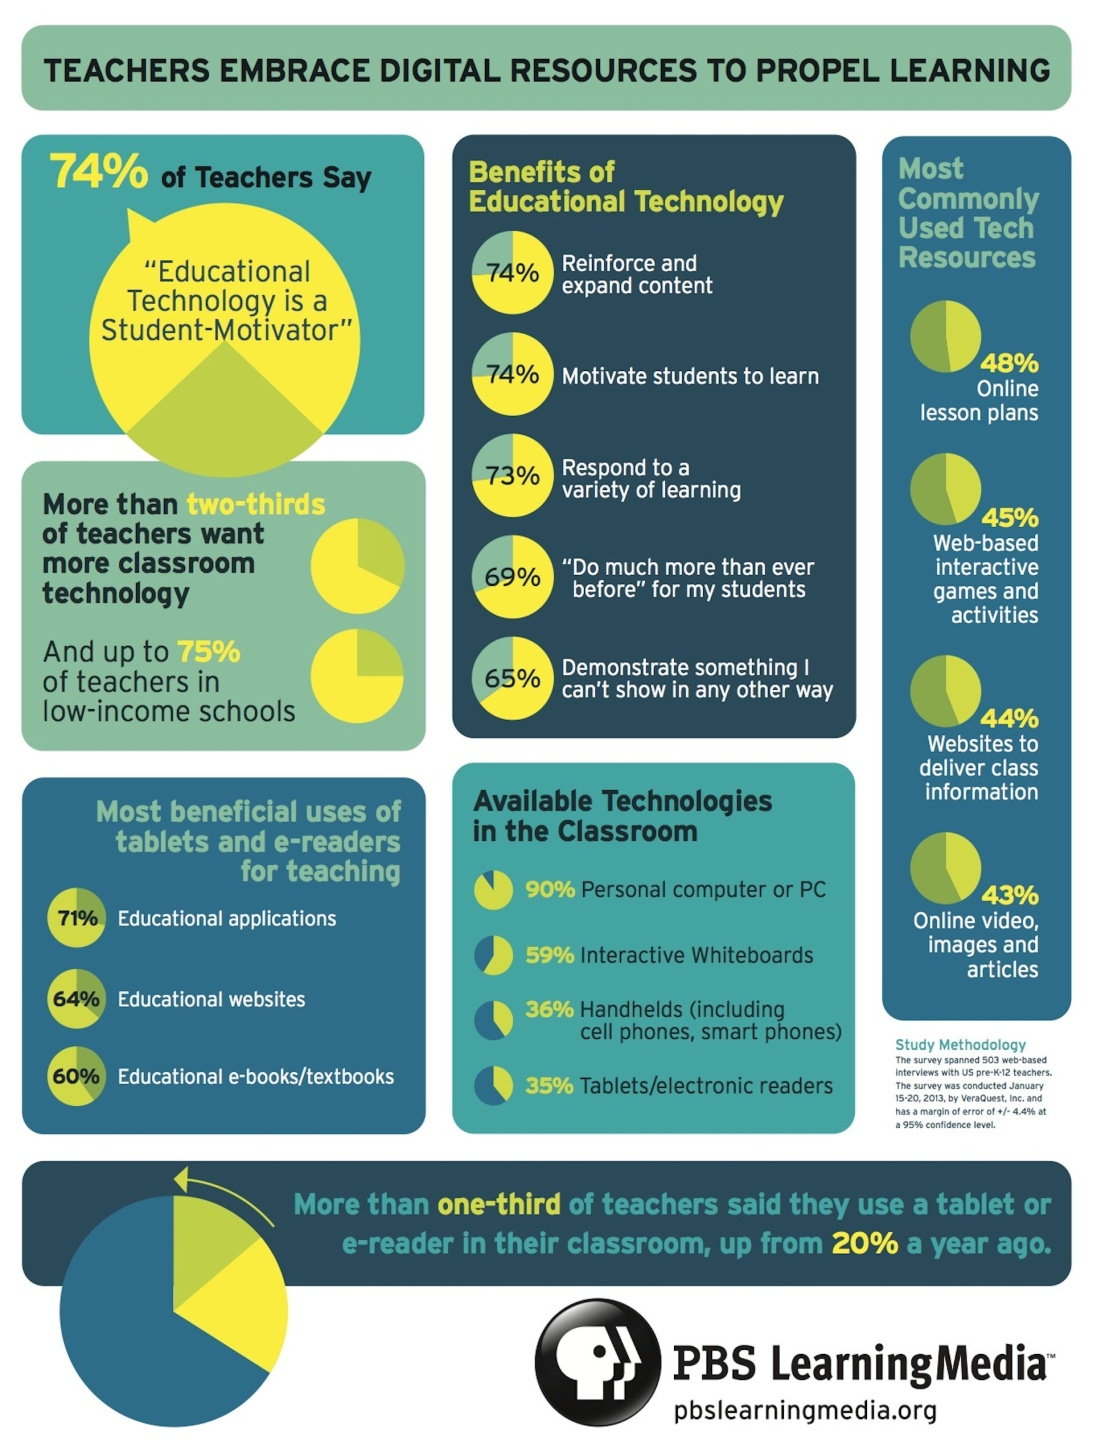 TEACHERS EMBRACE DIGITAL RESOURCES TO PROPEL LEARNING
74% of Teachers Say
“Educational
Technology is a
Student-Motivator”
More than two-thirds
of teachers want
more classroom
technology
And up to 75%
of teachers in
low-income schools
Most beneficial uses of
tablets and e-readers
for teaching
71% Educational applications
64% Educational websites
60% Educational e-books/textbooks
Benefits of
Educational Technology
74% Reinforce and
expand content
74% Motivate students to learn
73% Respond to a
variety of learning
69% “Do much more than ever
before” for my students
65% Demonstrate something I
can’t show in any other way
Available Technologies
in the Classroom
90% Personal computer or PC
59% Interactive Whiteboards
36% Handhelds (including
cell phones, smart phones)
35% Tablets/electronic readers
Most
Commonly
Used Tech
Resources
48%
Online
lesson plans
45%
Web-based
interactive
games and
activities
44%
Websites to
deliver class
information
43%
Online video,
images and
articles
Study Methodology
The survey spanned 503 web-based
interviews with US pre-K-12 teachers.
The survey was conducted January
15-20, 2013, by VeraQuest, Inc. and
has a margin of error of +/- 4.4% at
a 95% confidence level.
More than one-third of teachers said they use a tablet or
e-reader in their classroom, up from 20% a year ago.
PBS LearningMedia™
pbslearningmedia.org